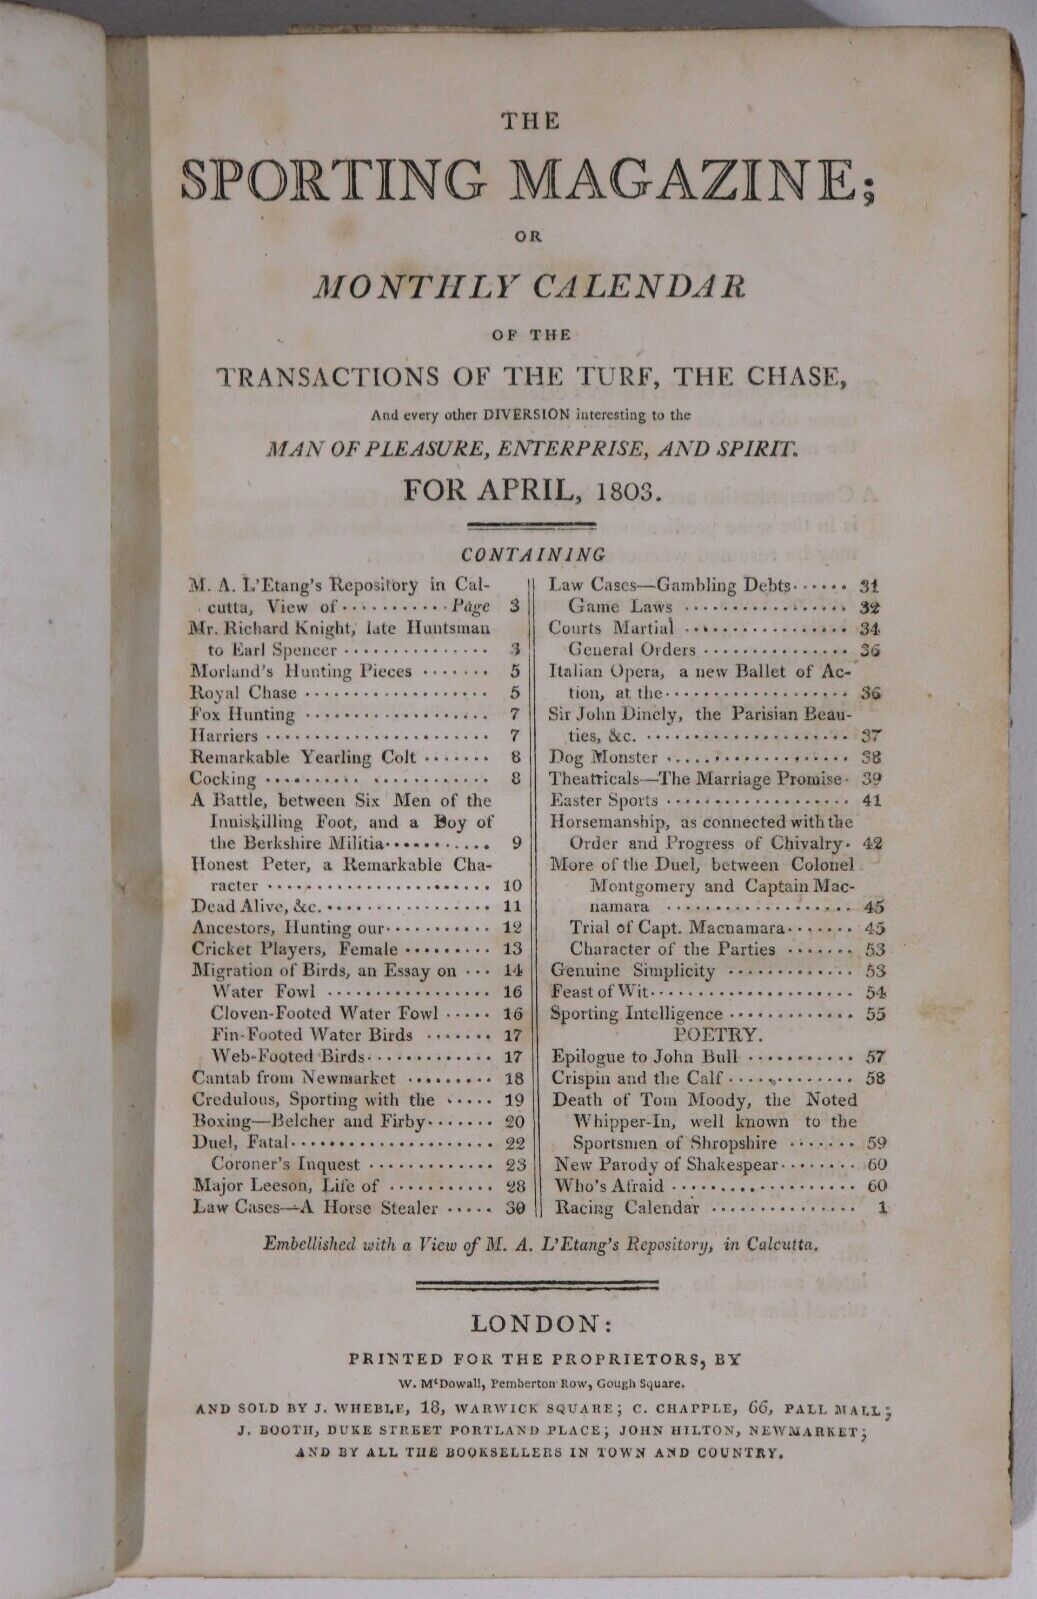 THE
SPORTING MAGAZINE;
OR
MONTHLY CALENDAR
OF THE
TRANSACTIONS OF THE TURF, THE CHASE,
And every other DIVERSION interesting to the
MAN OF PLEASURE, ENTERPRISE, AND SPIRIT.
FOR APRIL, 1803.
CONTAINING
M. A. L'Etang's Repository in Cal-
cutta, View of · · · · · · · · · · · Page 3
Mr. Richard Knight, late Huntsman
to Earl Spencer · · · · · · · · · · · · · · · 3
Morland's Hunting Pieces · · · · · · · 5
Royal Chase · · · · · · · · · · · · · · · · · · · 5
Fox Hunting · · · · · · · · · · · · · · · · · · · 7
Harriers · · · · · · · · · · · · · · · · · · · · · · · 7
Remarkable Yearling Colt · · · · · · · 8
Cocking · · · · · · · · · · · · · · · · · · · · · · 8
A Battle, between Six Men of the
Inniskilling Foot, and a Boy of
the Berkshire Militia · · · · · · · · · · · 9
Honest Peter, a Remarkable Cha-
racter · · · · · · · · · · · · · · · · · · · · · · · 10
Dead Alive, &c. · · · · · · · · · · · · · · · · · 11
Ancestors, Hunting our · · · · · · · · · · · 12
Cricket Players, Female · · · · · · · · · 13
Migration of Birds, an Essay on · · · 14
Water Fowl · · · · · · · · · · · · · · · · · 16
Cloven-Footed Water Fowl · · · · · 16
Fin-Footed Water Birds · · · · · · · 17
Web-Footed Birds · · · · · · · · · · · · · 17
Cantab from Newmarket · · · · · · · · · 18
Credulous, Sporting with the · · · · · 19
Boxing—Belcher and Firby · · · · · · · 20
Duel, Fatal · · · · · · · · · · · · · · · · · · · · · 22
Coroner's Inquest · · · · · · · · · · · · · 23
Major Leeson, Life of · · · · · · · · · · · 28
Law Cases—A Horse Stealer · · · · · 30
Law Cases—Gambling Debts · · · · · · 31
Game Laws · · · · · · · · · · · · · · · · · 32
Courts Martial · · · · · · · · · · · · · · · · · 34
General Orders · · · · · · · · · · · · · · · 36
Italian Opera, a new Ballet of Ac-
tion, at the · · · · · · · · · · · · · · · · · · · 36
Sir John Dinely, the Parisian Beau-
ties, &c. · · · · · · · · · · · · · · · · · · · · · 37
Dog Monster · · · · · · · · · · · · · · · · · · · 38
Theatricals—The Marriage Promise · 39
Easter Sports · · · · · · · · · · · · · · · · · · · 41
Horsemanship, as connected with the
Order and Progress of Chivalry · 42
More of the Duel, between Colonel
Montgomery and Captain Mac-
namara · · · · · · · · · · · · · · · · · · · 45
Trial of Capt. Macnamara · · · · · · · 45
Character of the Parties · · · · · · · 53
Genuine Simplicity · · · · · · · · · · · · · 53
Feast of Wit · · · · · · · · · · · · · · · · · · · · · 54
Sporting Intelligence · · · · · · · · · · · · · 55
POETRY.
Epilogue to John Bull · · · · · · · · · · · 57
Crispin and the Calf · · · · · · · · · · · · · 58
Death of Tom Moody, the Noted
Whipper-In, well known to the
Sportsmen of Shropshire · · · · · · · 59
New Parody of Shakespear · · · · · · · · 60
Who's Afraid · · · · · · · · · · · · · · · · · · · 60
Racing Calendar · · · · · · · · · · · · · · · 1
Embellished with a View of M. A. L'Etang's Repository, in Calcutta.
LONDON:
PRINTED FOR THE PROPRIETORS, BY
W. M'Dowall, Pemberton Row, Gough Square.
AND SOLD BY J. WHEBLE, 18, WARWICK SQUARE; C. CHAPPLE, 66, PALL MALL;
J. BOOTH, DUKE STREET PORTLAND PLACE; JOHN HILTON, NEWMARKET;
AND BY ALL THE BOOKSELLERS IN TOWN AND COUNTRY.